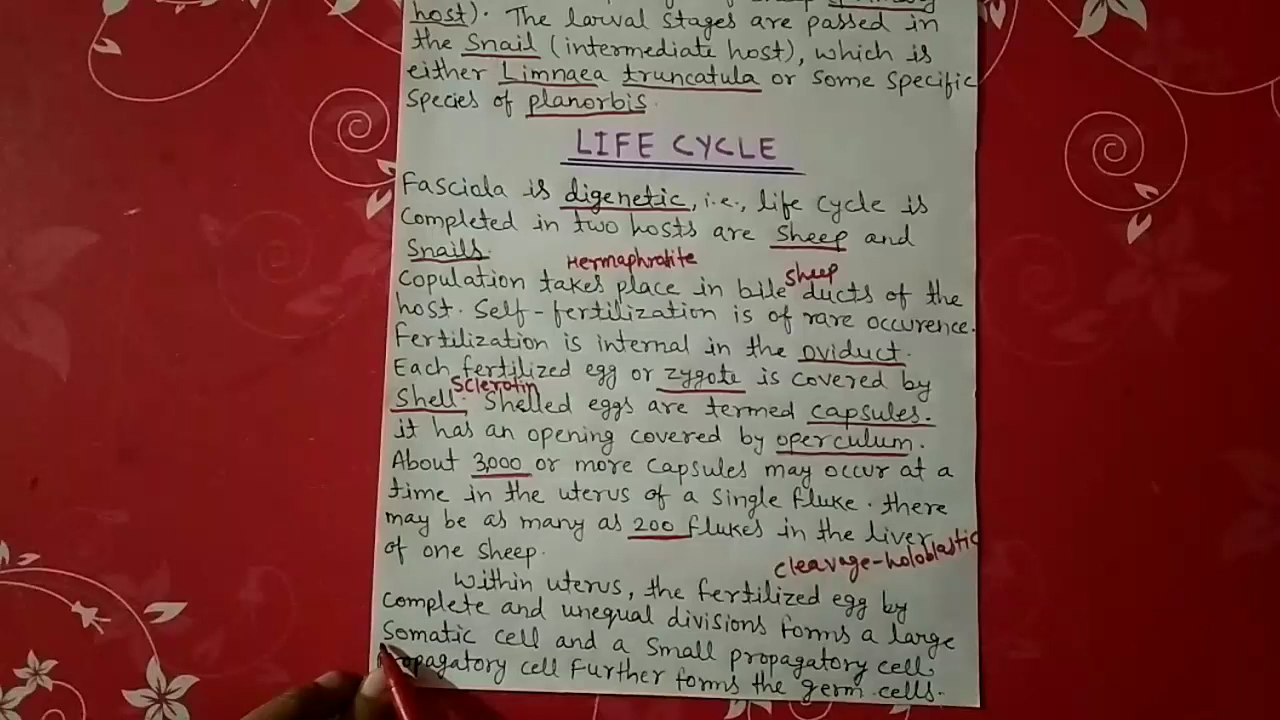 host). The larval stages are passed in
the snail (intermediate host), which is
either Limnaea truncatula or some specific
species of planorbis.
LIFE CYCLE
Fasciola is digenetic, i.e., life cycle is
completed in two hosts are sheep and
snails.
Hermaphratite
sheep
Copulation takes place in bile ducts of the
host. Self-fertilization is of rare occurence.
Fertilization is internal in the oviduct.
Each fertilized egg or zygote is covered by
Sclerotin
shell. Shelled eggs are termed capsules.
it has an opening covered by operculum.
About 3,000 or more capsules may occur at a
time in the uterus of a single fluke. there
may be as many as 200 flukes in the liver
of one sheep.
cleavage-holoblastic
Within uterus, the fertilized egg by
complete and unequal divisions forms a large
somatic cell and a small propagatory cell.
propagatory cell further forms the germ cells.